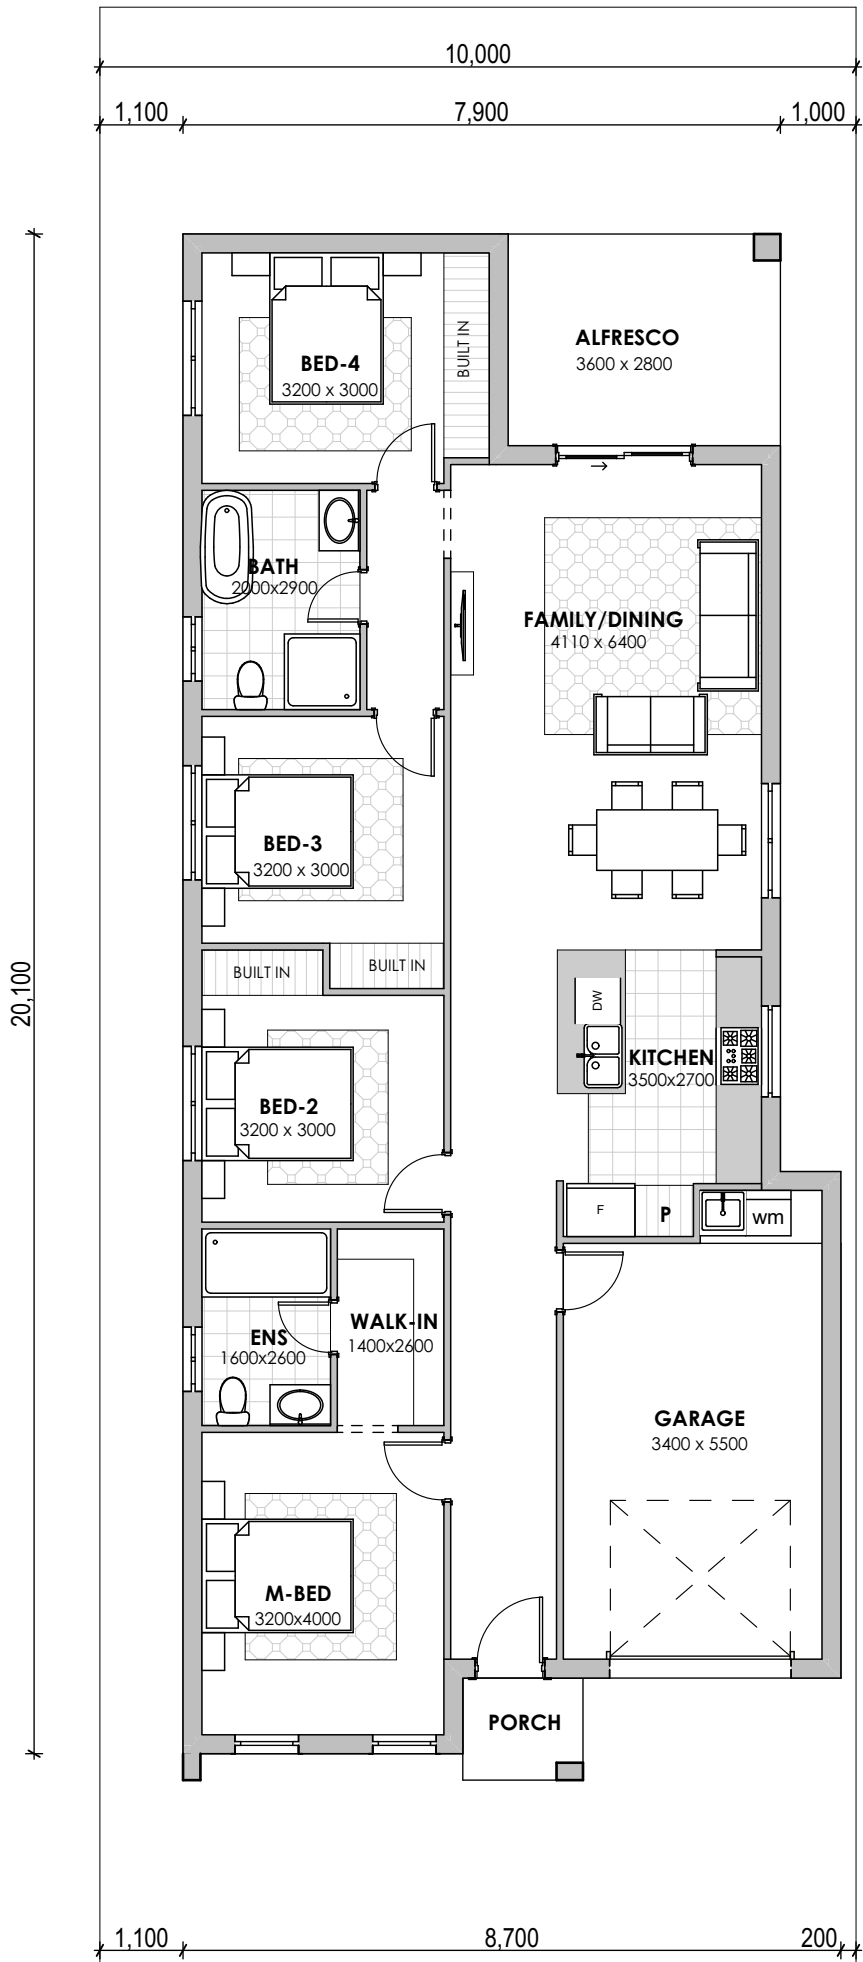 10,000
1,100
7,900
1,000
20,100
BED-4
3200 x 3000
BUILT IN
ALFRESCO
3600 x 2800
BATH
2000x2900
FAMILY/DINING
4110 x 6400
BED-3
3200 x 3000
BUILT IN
BUILT IN
DW
KITCHEN
3500x2700
BED-2
3200 x 3000
F
P
wm
ENS
1600x2600
WALK-IN
1400x2600
GARAGE
3400 x 5500
M-BED
3200x4000
PORCH
1,100
8,700
200